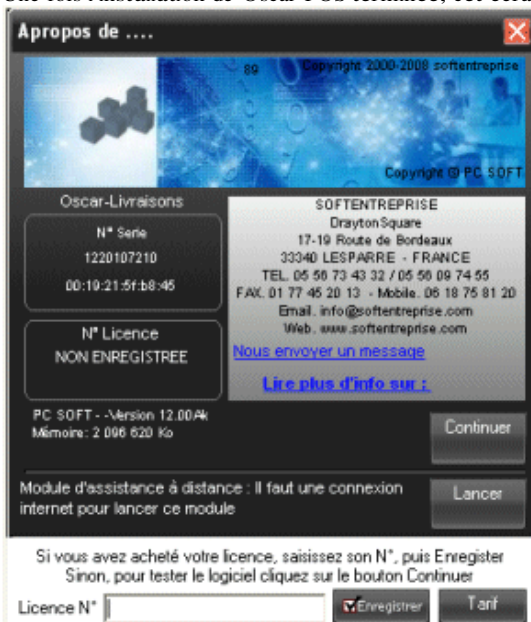 Apropos de ....
89
Copyright 2000-2008 softentreprise
Copyright © PC SOFT
Oscar-Livraisons
N° Serie
1220107210
00:19:21:5f:b8:45
N° Licence
NON ENREGISTREE
SOFTENTREPRISE
Drayton Square
17-19 Route de Bordeaux
33340 LESPARRE - FRANCE
TEL. 05 56 73 43 32 / 05 56 09 74 55
FAX. 01 77 45 20 13 - Mobile. 06 18 75 81 20
Email. info@softentreprise.com
Web. www.softentreprise.com
Nous envoyer un message
Lire plus d'info sur :
PC SOFT - -Version 12.00Ak
Mémoire: 2 096 620 Ko
Continuer
Module d'assistance à distance : Il faut une connexion
internet pour lancer ce module
Lancer
Si vous avez acheté votre licence, saisissez son N°, puis Enregister
Sinon, pour tester le logiciel cliquez sur le bouton Continuer
Licence N°
Enregistrer
Tarif